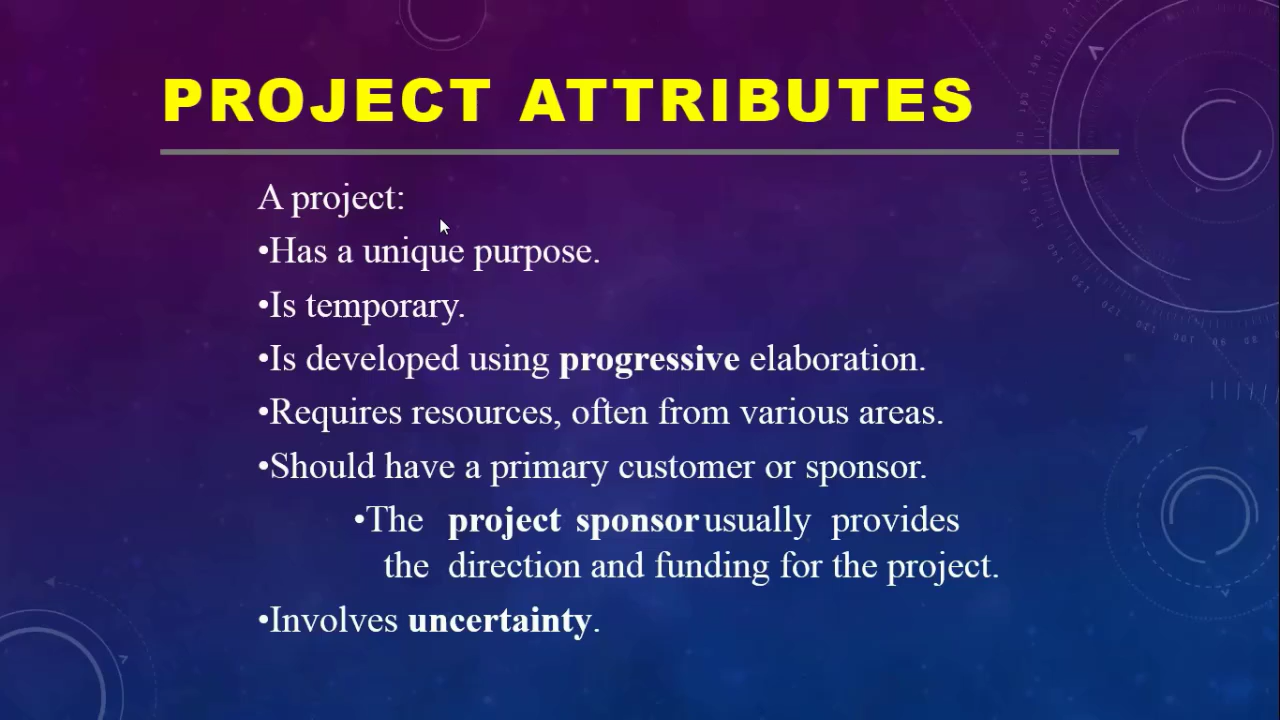 PROJECT ATTRIBUTES
A project:
•Has a unique purpose.
•Is temporary.
•Is developed using progressive elaboration.
•Requires resources, often from various areas.
•Should have a primary customer or sponsor.
•The project sponsor usually provides
the direction and funding for the project.
•Involves uncertainty.